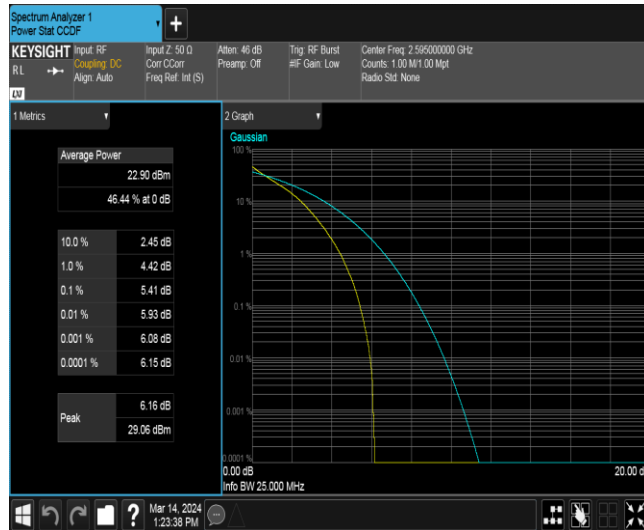 Spectrum Analyzer 1
Power Stat CCDF
+
KEYSIGHT
RL
LXI
Input: RF
Coupling: DC
Align: Auto
Input Z: 50 Ω
Corr CCorr
Freq Ref: Int (S)
Atten: 46 dB
Preamp: Off
Trig: RF Burst
#IF Gain: Low
Center Freq: 2.595000000 GHz
Counts: 1.00 M/1.00 Mpt
Radio Std: None
1 Metrics
Average Power
22.90 dBm
46.44 % at 0 dB
10.0 % 2.45 dB
1.0 % 4.42 dB
0.1 % 5.41 dB
0.01 % 5.93 dB
0.001 % 6.08 dB
0.0001 % 6.15 dB
Peak 6.16 dB
29.06 dBm
2 Graph
Gaussian
100 %
10 %
1 %
0.1 %
0.01 %
0.001 %
0.0001 %
0.00 dB
20.00 d
Info BW 25.000 MHz
?
Mar 14, 2024
1:23:38 PM